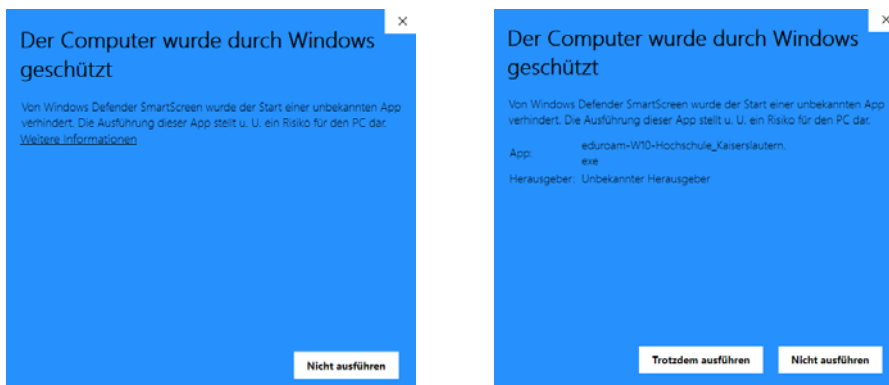 Der Computer wurde durch Windows
geschützt
Von Windows Defender SmartScreen wurde der Start einer unbekannten App
verhindert. Die Ausführung dieser App stellt u. U. ein Risiko für den PC dar.
Weitere Informationen
Nicht ausführen
Der Computer wurde durch Windows
geschützt
Von Windows Defender SmartScreen wurde der Start einer unbekannten App
verhindert. Die Ausführung dieser App stellt u. U. ein Risiko für den PC dar.
App: eduroam-W10-Hochschule_Kaiserslautern.
exe
Herausgeber: Unbekannter Herausgeber
Trotzdem ausführen Nicht ausführen